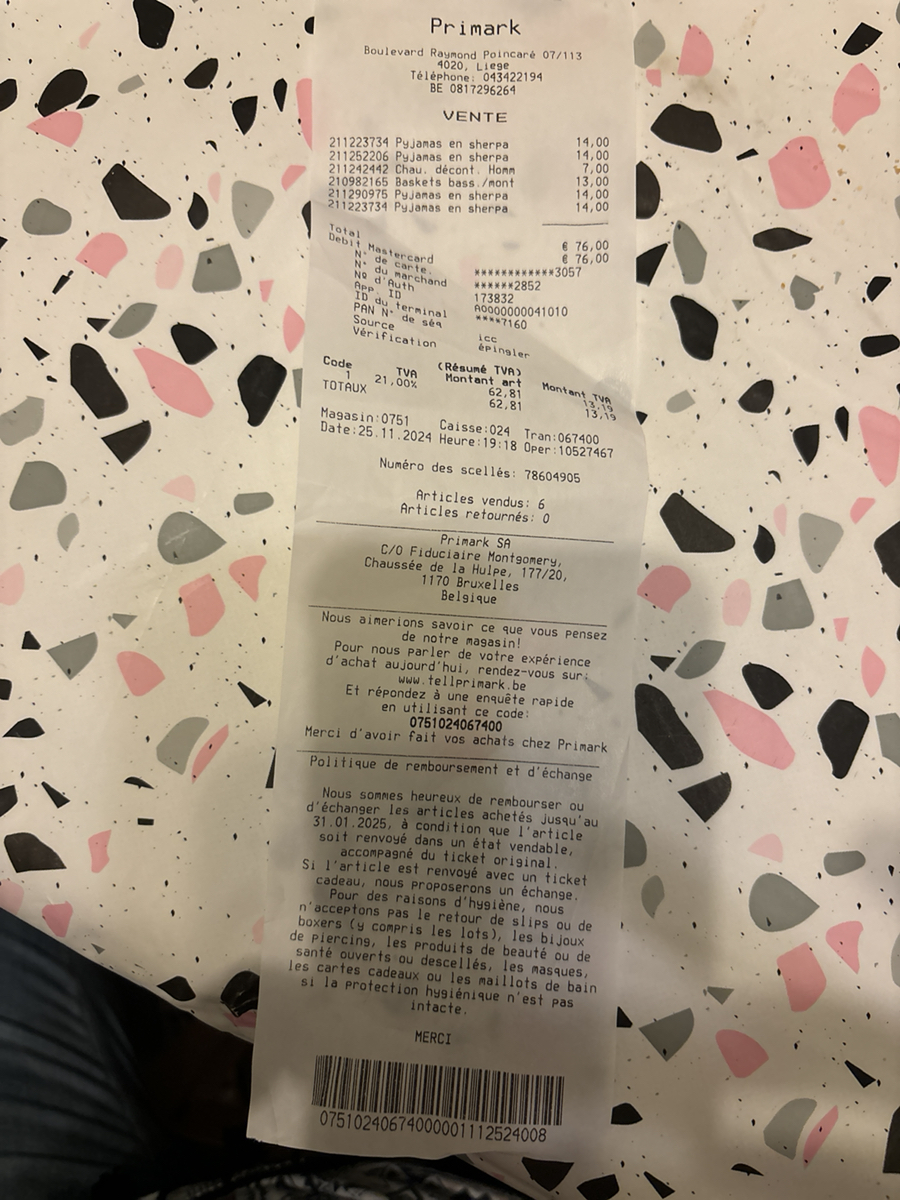 Primark
Boulevard Raymond Poincaré 07/113
4020, Liege
Téléphone: 043422194
BE 0817296264
VENTE
211223734 Pyjamas en sherpa 14,00
211252206 Pyjamas en sherpa 14,00
211242442 Chau. décont. Homm 7,00
210982165 Baskets bass./mont 13,00
211290975 Pyjamas en sherpa 14,00
211223734 Pyjamas en sherpa 14,00
Total € 76,00
Debit Mastercard € 76,00
N° de carte. ************3057
N° du marchand ******2852
Nº d'Auth 173832
App. ID A0000000041010
ID du terminal ****7160
PAN N° de séq
Source icc
Vérification épingler
(Résumé TVA)
Code TVA Montant art Montant TVA
1 21,00% 62,81 13,19
TOTAUX 62,81 13,19
Magasin:0751 Caisse:024 Tran:067400
Date:25.11.2024 Heure:19:18 Oper:10527467
Numéro des scellés: 78604905
Articles vendus: 6
Articles retournés: 0
Primark SA
C/O Fiduciaire Montgomery,
Chaussée de la Hulpe, 177/20,
1170 Bruxelles
Belgique
Nous aimerions savoir ce que vous pensez
de notre magasin!
Pour nous parler de votre expérience
d'achat aujourd'hui, rendez-vous sur:
www.tellprimark.be
Et répondez à une enquête rapide
en utilisant ce code:
0751024067400
Merci d'avoir fait vos achats chez Primark
Politique de remboursement et d'échange
Nous sommes heureux de rembourser ou
d'échanger les articles achetés jusqu'au
31.01.2025, à condition que l'article
soit renvoyé dans un état vendable,
accompagné du ticket original.
Si l'article est renvoyé avec un ticket
cadeau, nous proposerons un échange.
Pour des raisons d'hygiène, nous
n'acceptons pas le retour de slips ou de
boxers (y compris les lots), les bijoux
de piercing, les produits de beauté ou de
santé ouverts ou descellés, les masques,
les cartes cadeaux ou les maillots de bain
si la protection hygiénique n'est pas
intacte.
MERCI
0751024067400001112524008